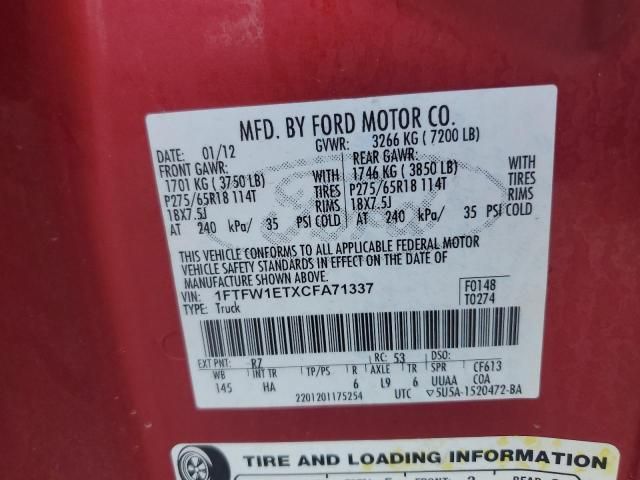 MFD. BY FORD MOTOR CO.
DATE: 01/12 GVWR: 3266 KG ( 7200 LB)
FRONT GAWR: REAR GAWR:
1701 KG ( 3750 LB) WITH 1746 KG ( 3850 LB) WITH
P275/65R18 114T TIRES P275/65R18 114T TIRES
18X7.5J RIMS 18X7.5J RIMS
AT 240 kPa/ 35 PSI COLD AT 240 kPa/ 35 PSI COLD
Ford
THIS VEHICLE CONFORMS TO ALL APPLICABLE FEDERAL MOTOR
VEHICLE SAFETY STANDARDS IN EFFECT ON THE DATE OF
MANUFACTURE SHOWN ABOVE.
VIN: 1FTFW1ETXCFA71337 F0148
TYPE: Truck T0274
EXT PNT: RZ RC: 53 DSO:
WB INT TR TP/PS R AXLE TR SPR CF613
145 HA 6 L9 6 UUAA COA
2201201175254 UTC 5U5A-1520472-BA
TIRE AND LOADING INFORMATION